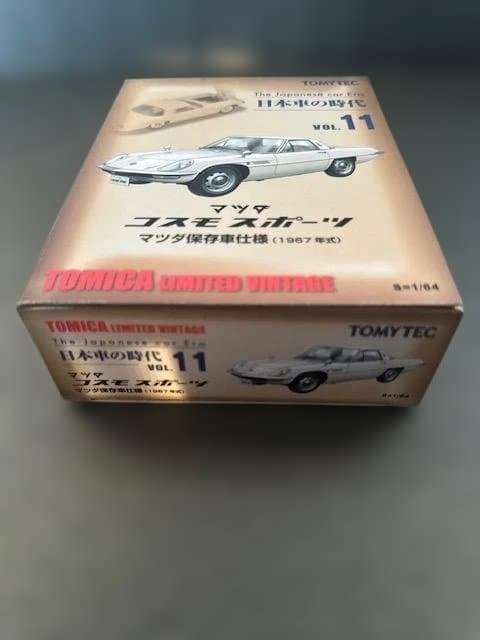 TOMYTEC
The Japanese car Era
日本車の時代
VOL. 11
マツダ
コスモ スポーツ
マツダ保存車仕様 (1967年式)
TOMICA LIMITED VINTAGE
S=1/64
TOMICA LIMITED VINTAGE
TOMYTEC
The Japanese car Era
日本車の時代
VOL. 11
マツダ
コスモ スポーツ
マツダ保存車仕様 (1967年式)
S=1/64